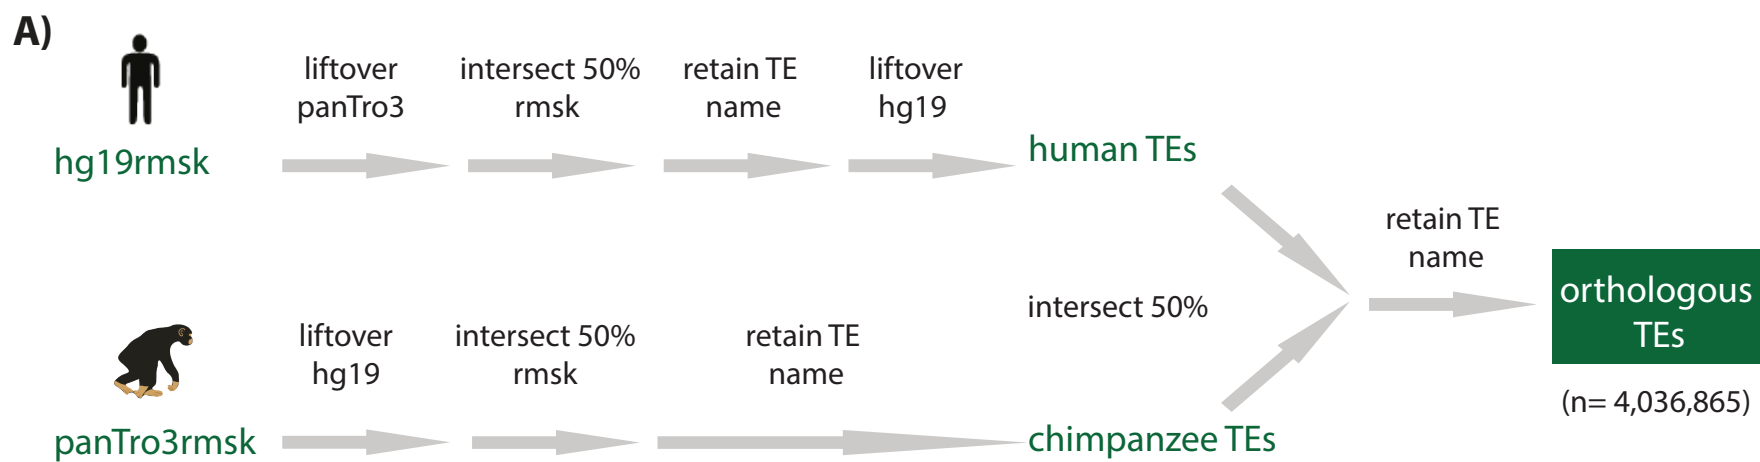 A)
liftover
panTro3
intersect 50%
rmsk
retain TE
name
liftover
hg19
hg19rmsk
human TEs
retain TE
name
intersect 50%
orthologous
TEs
(n= 4,036,865)
liftover
hg19
intersect 50%
rmsk
retain TE
name
panTro3rmsk
chimpanzee TEs